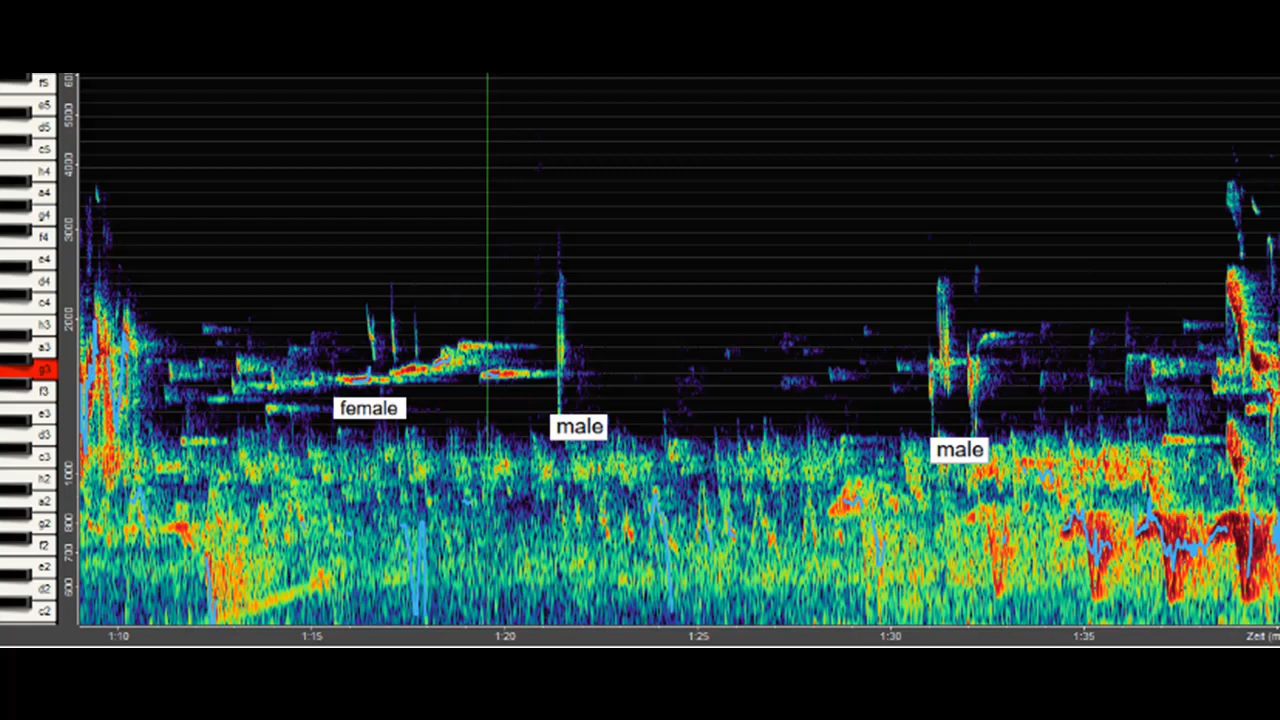 f5
e5
d5
c5
h4
a4
g4
f4
e4
d4
c4
h3
a3
g3
f3
e3
d3
c3
h2
a2
g2
f2
e2
d2
c2
5000
4000
3000
2000
1000
800
700
600
female
male
male
1:10
1:15
1:20
1:25
1:30
1:35
Zeit (m